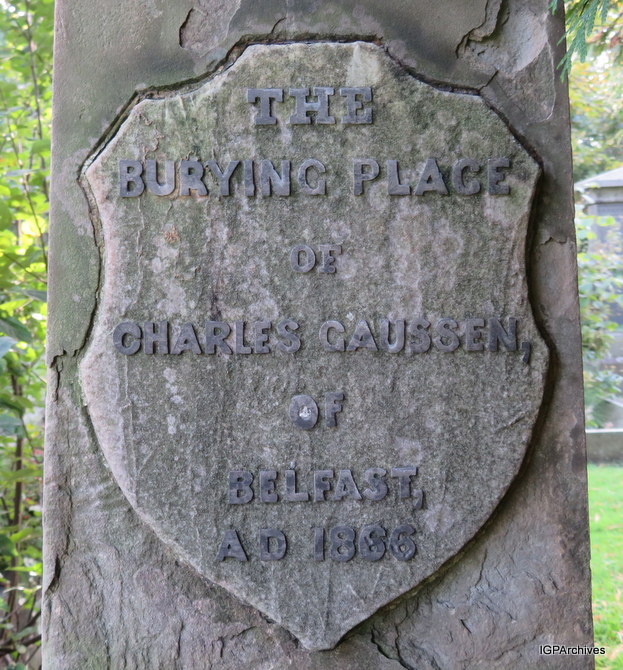 THE
BURYING PLACE
OF
CHARLES GAUSSEN,
OF
BELFAST,
AD 1866
IGPArchives